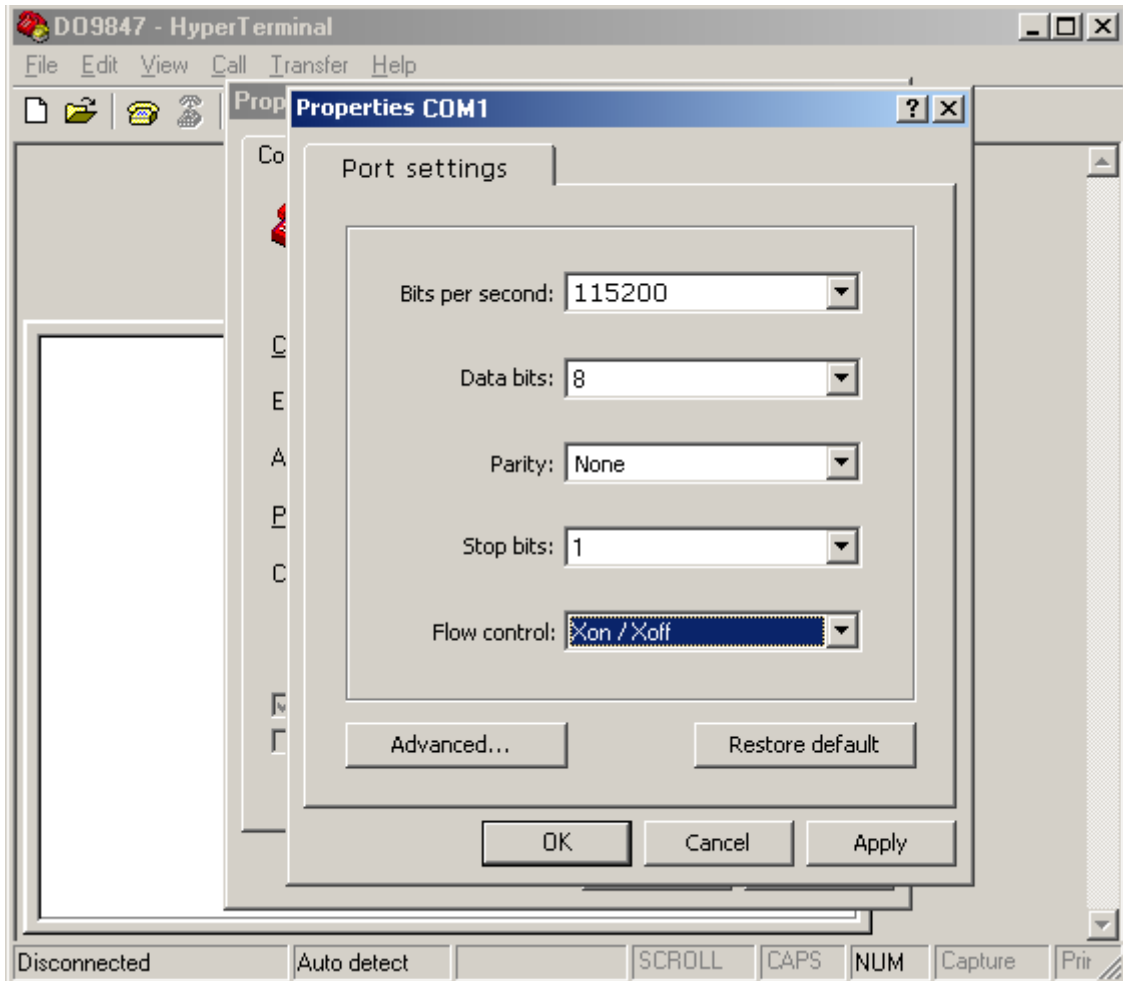 DO9847 - HyperTerminal
File Edit View Call Transfer Help
Prop
Properties COM1
Co
Port settings
Bits per second: 115200
C
Data bits: 8
E
A
Parity: None
P
Stop bits: 1
C
Flow control: Xon / Xoff
Advanced... Restore default
OK Cancel Apply
Disconnected Auto detect SCROLL CAPS NUM Capture Prir